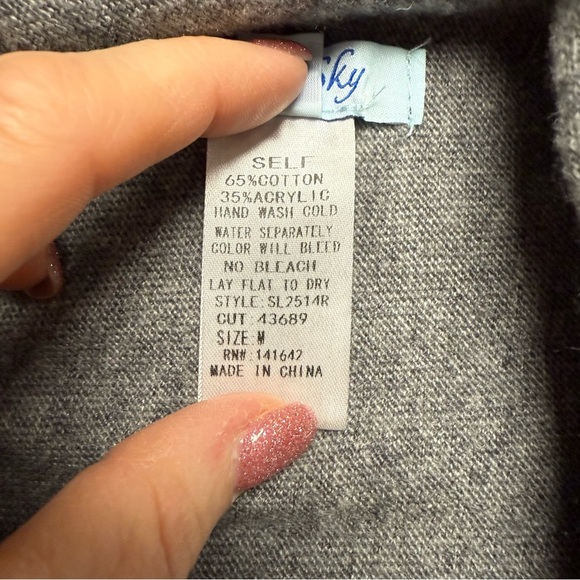 Sky
SELF
65%COTTON
35%ACRYLIC
HAND WASH COLD
WATER SEPARATELY
COLOR WILL BLEED
NO BLEACH
LAY FLAT TO DRY
STYLE:SL2514R
CUT:43689
SIZE:M
RN#:141642
MADE IN CHINA